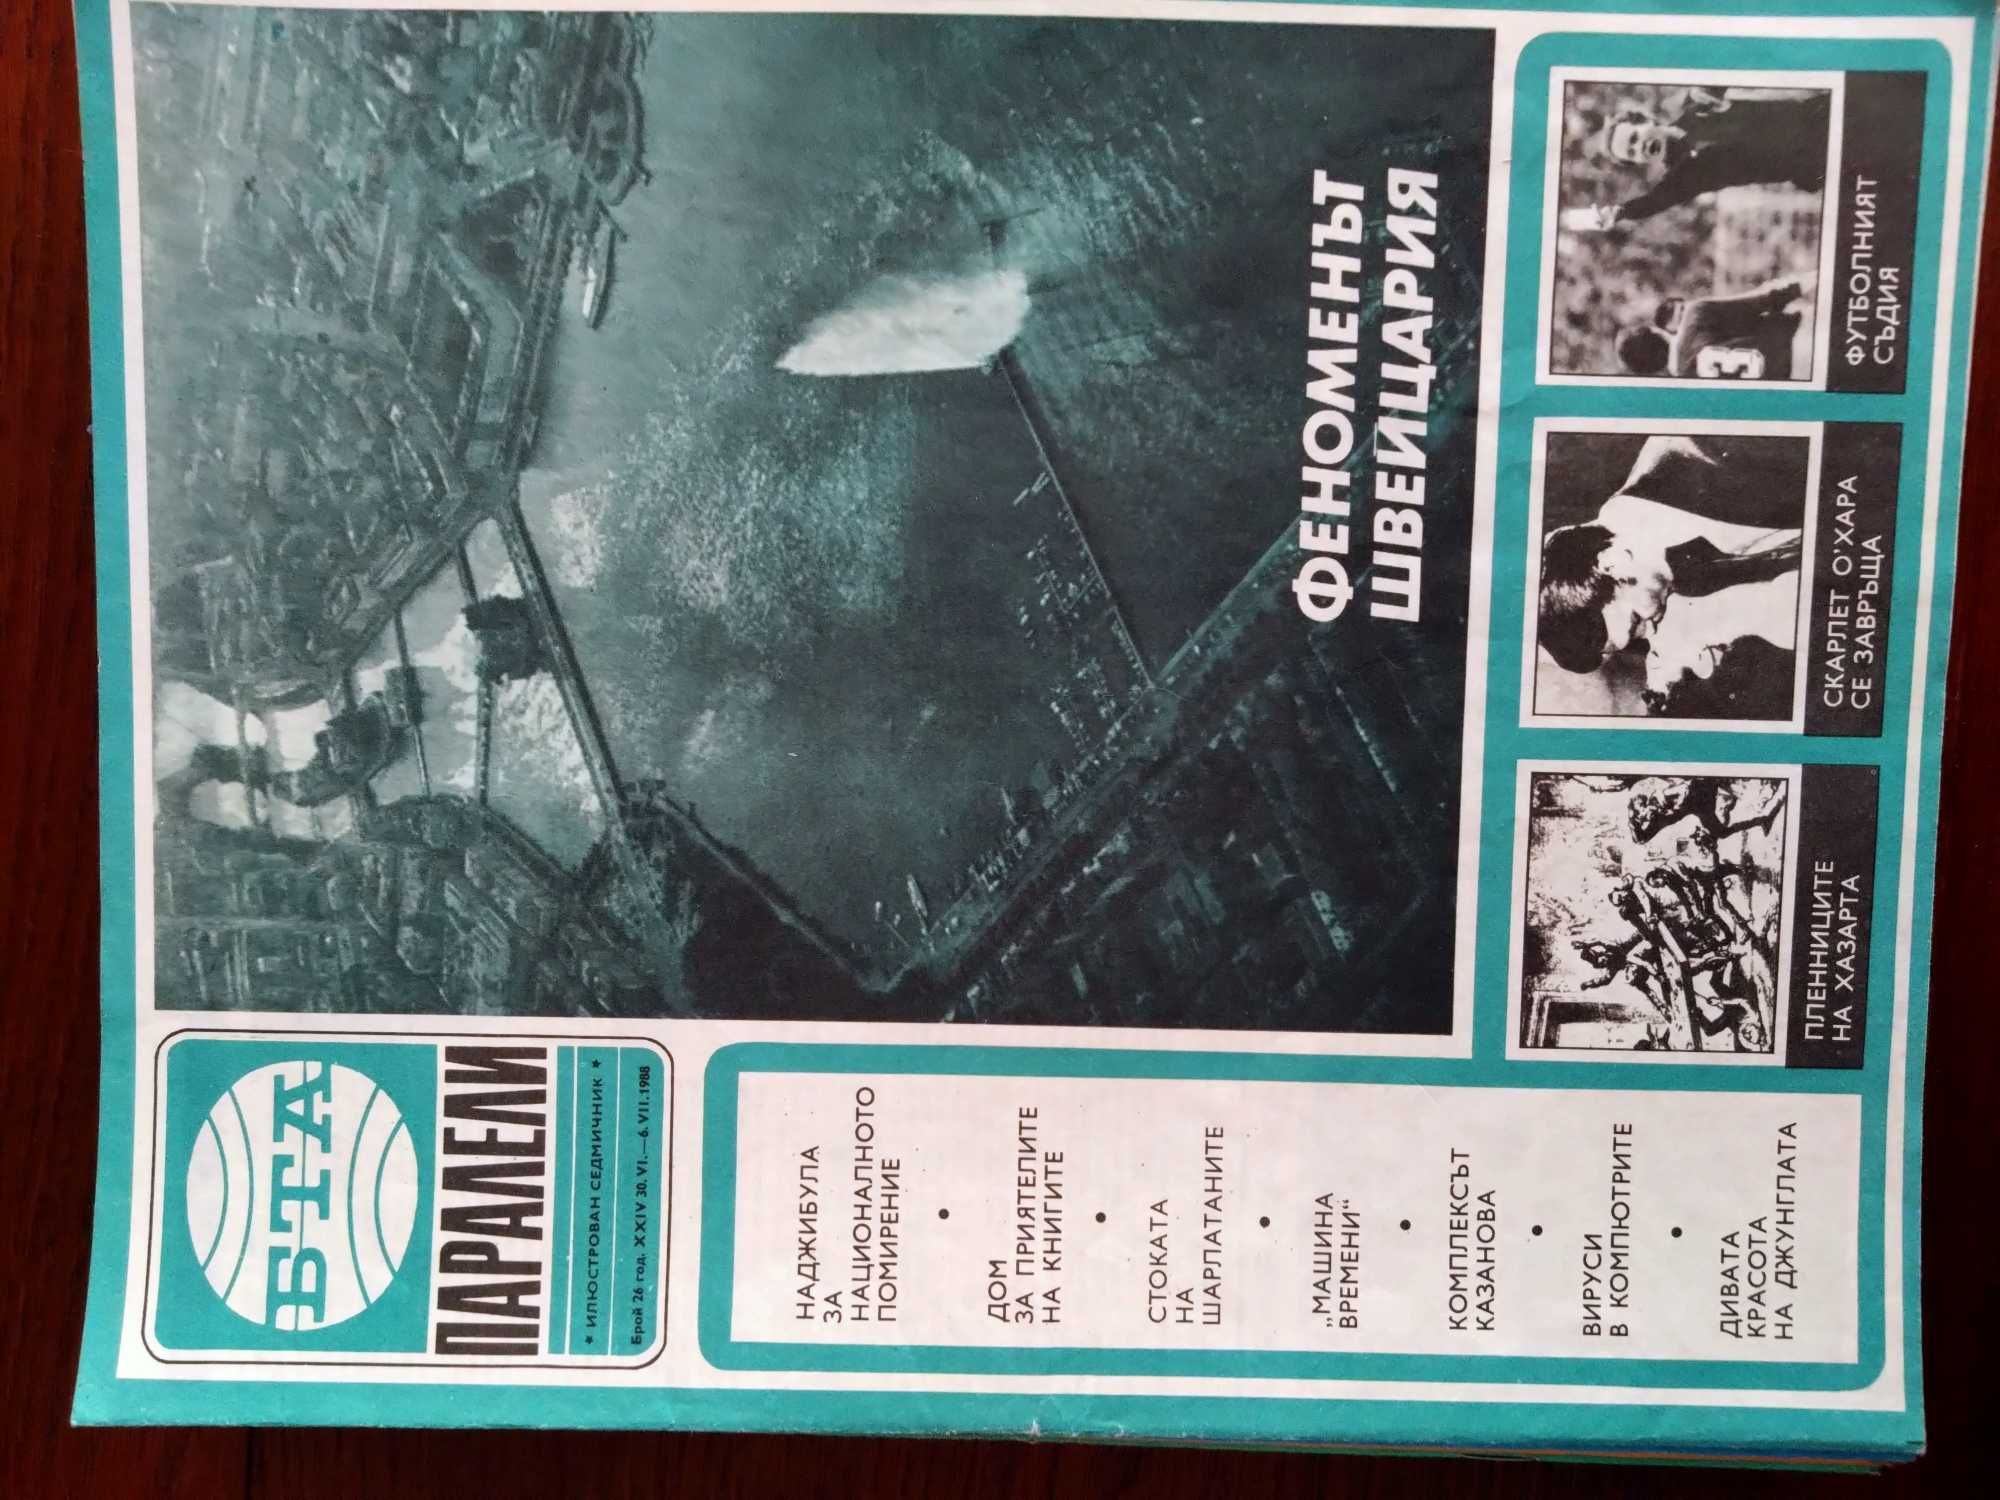 БТА
ПАРАЛЕЛИ
* ИЛЮСТРОВАН СЕДМИЧНИК *
Брой 26 год. XXIV 30. VI.—6. VII.1988
НАДЖИБУЛА
ЗА
НАЦИОНАЛНОТО
ПОМИРЕНИЕ
•
ДОМ
ЗА ПРИЯТЕЛИТЕ
НА КНИГИТЕ
•
СТОКАТА
НА
ШАРЛАТАНИТЕ
•
„МАШИНА
ВРЕМЕНИ“
•
КОМПЛЕКСЪТ
КАЗАНОВА
•
ВИРУСИ
В КОМПЮТРИТЕ
•
ДИВАТА
КРАСОТА
НА ДЖУНГЛАТА
ФЕНОМЕНЪТ
ШВЕЙЦАРИЯ
ПЛЕННИЦИТЕ
НА ХАЗАРТА
СКАРЛЕТ О'ХАРА
СЕ ЗАВРЪЩА
3
ФУТБОЛНИЯТ
СЪДИЯ